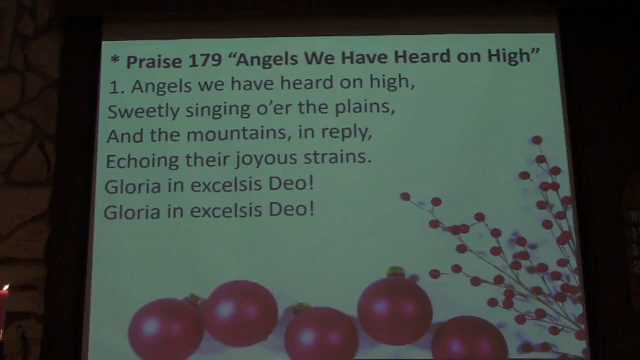 * Praise 179 “Angels We Have Heard on High”
1. Angels we have heard on high,
Sweetly singing o’er the plains,
And the mountains, in reply,
Echoing their joyous strains.
Gloria in excelsis Deo!
Gloria in excelsis Deo!